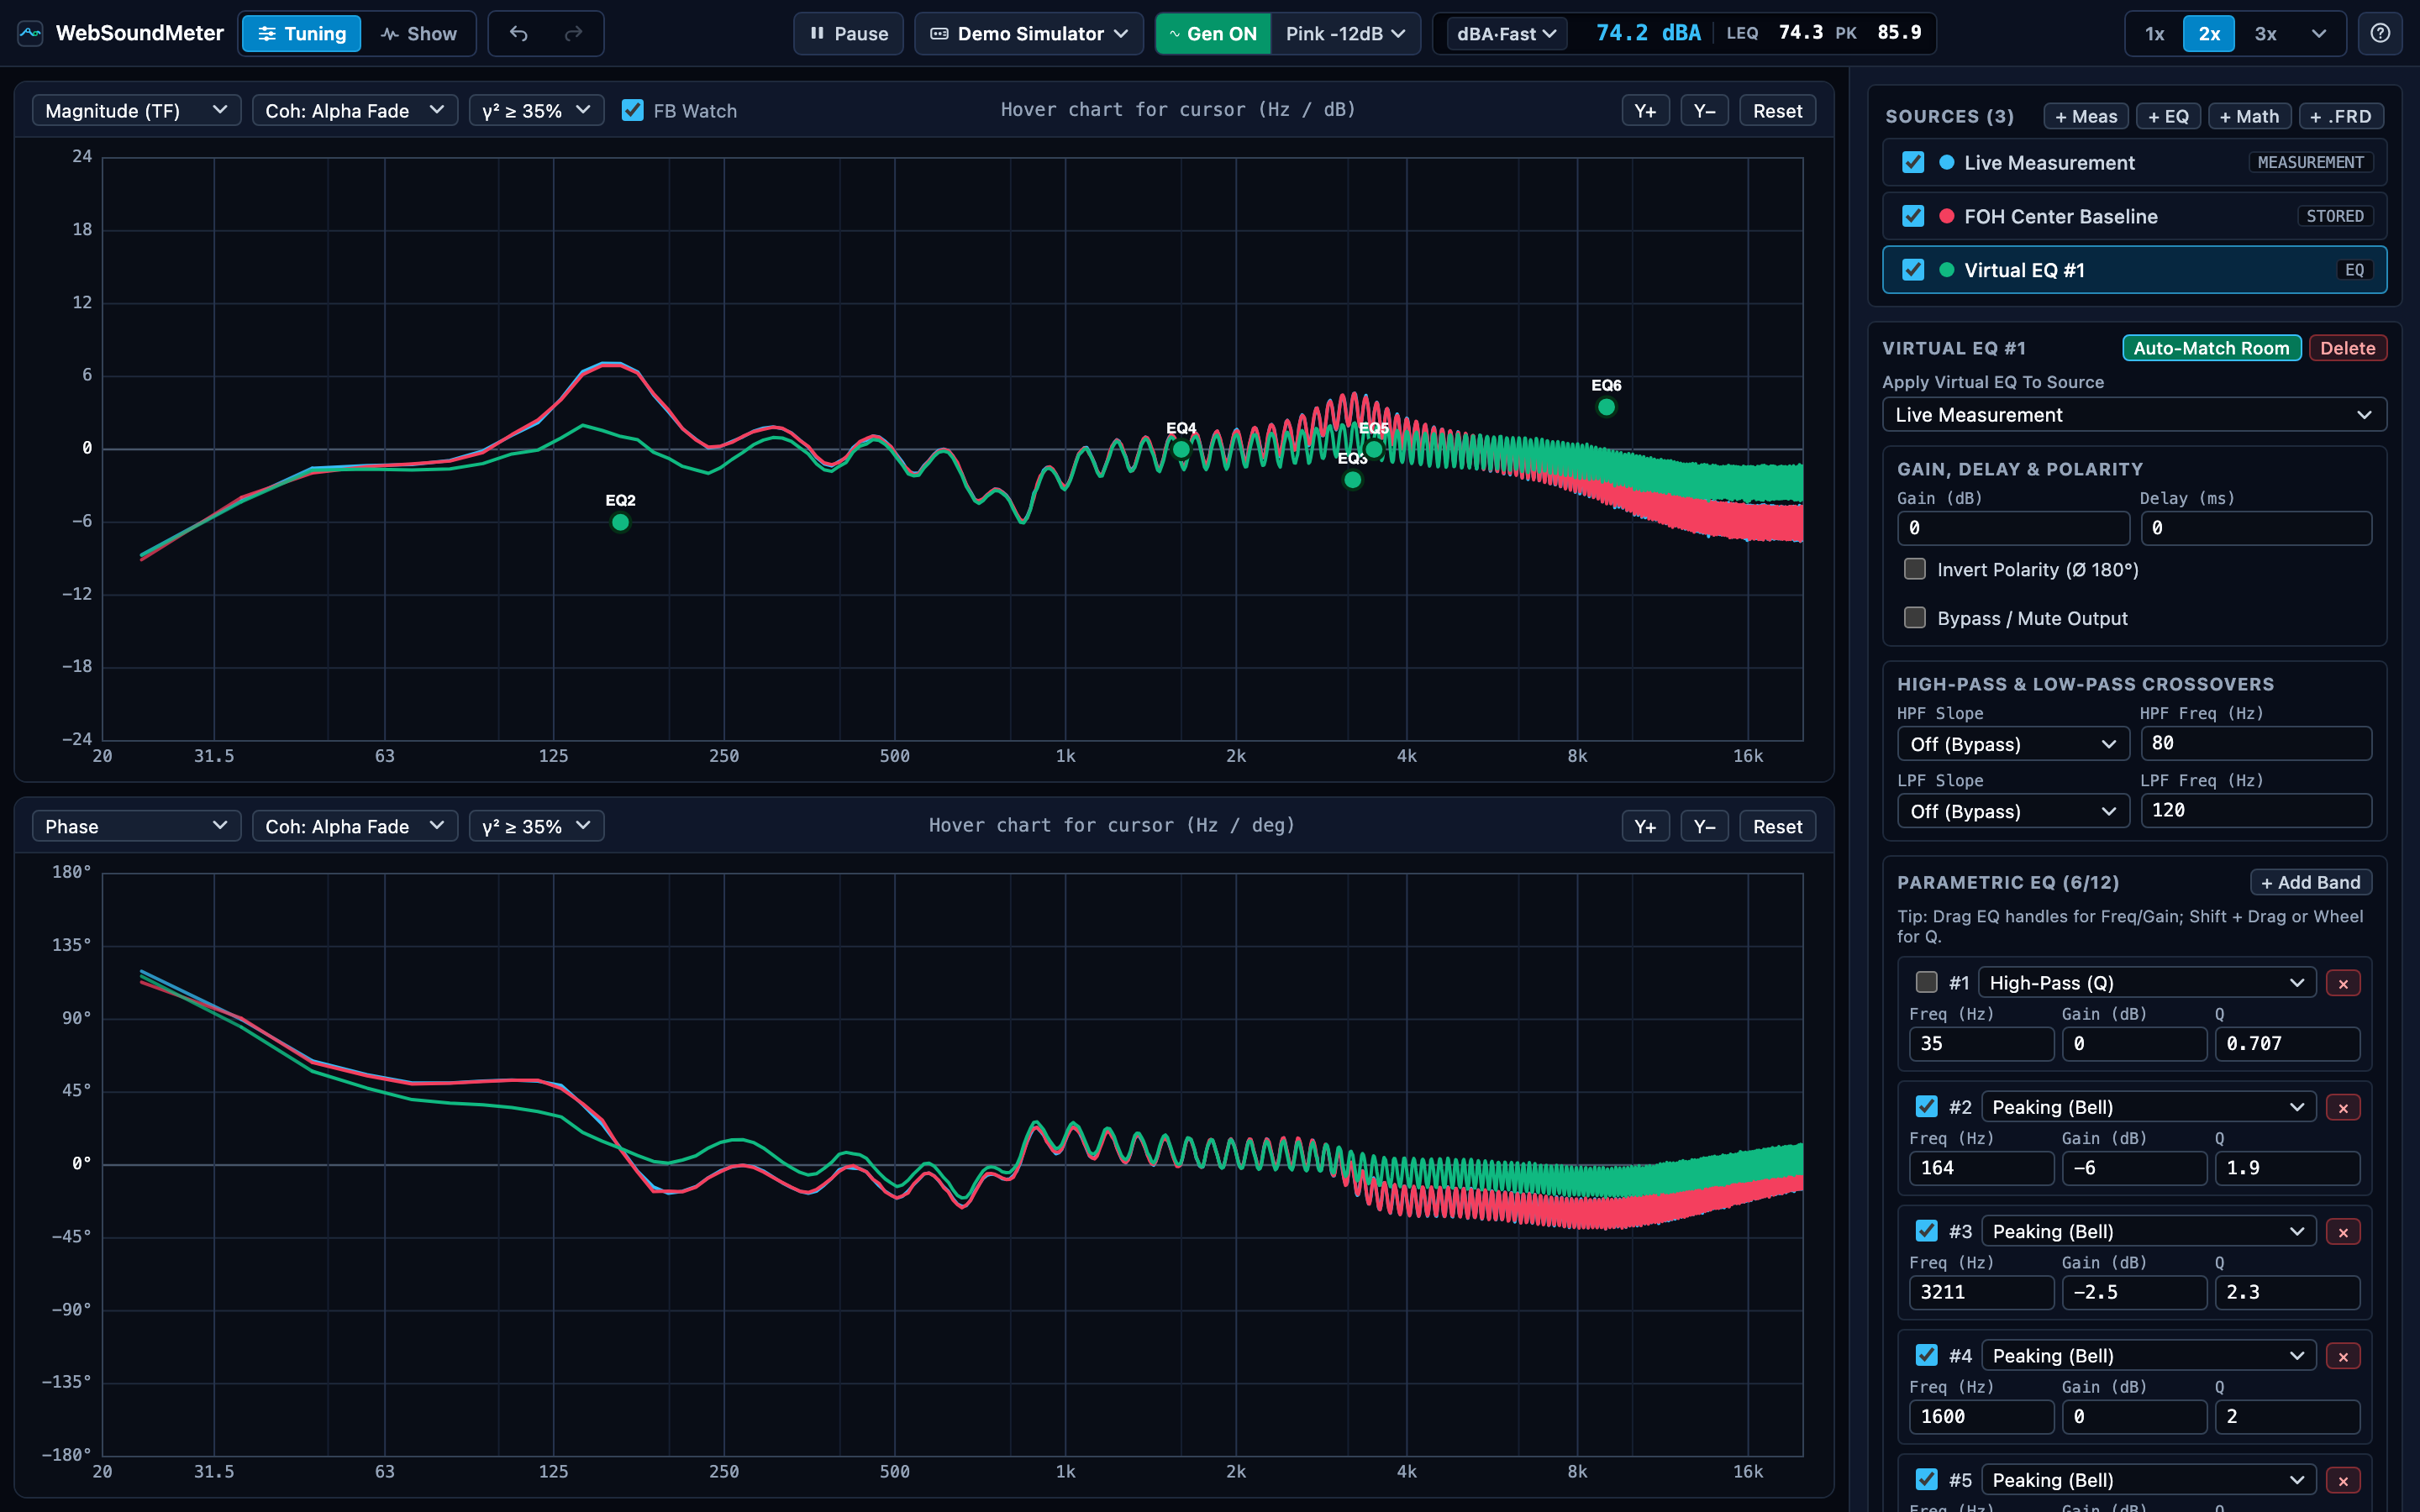 WebSoundMeter
Tuning
Show
Pause
Demo Simulator
~ Gen ON
Pink -12dB
dBA·Fast
74.2 dBA
LEQ 74.3 PK 85.9
1x
2x
3x
Magnitude (TF)
Coh: Alpha Fade
γ² ≥ 35%
FB Watch
Hover chart for cursor (Hz / dB)
Y+
Y−
Reset
24
18
12
6
0
−6
−12
−18
−24
EQ2
EQ4
EQ5
EQ3
EQ6
20 31.5 63 125 250 500 1k 2k 4k 8k 16k
Phase
Coh: Alpha Fade
γ² ≥ 35%
Hover chart for cursor (Hz / deg)
Y+
Y−
Reset
180°
135°
90°
45°
0°
−45°
−90°
−135°
−180°
20 31.5 63 125 250 500 1k 2k 4k 8k 16k
SOURCES (3)
+ Meas
+ EQ
+ Math
+ .FRD
Live Measurement MEASUREMENT
FOH Center Baseline STORED
Virtual EQ #1 EQ
VIRTUAL EQ #1
Auto-Match Room
Delete
Apply Virtual EQ To Source
Live Measurement
GAIN, DELAY & POLARITY
Gain (dB) Delay (ms)
0 0
Invert Polarity (Ø 180°)
Bypass / Mute Output
HIGH-PASS & LOW-PASS CROSSOVERS
HPF Slope HPF Freq (Hz)
Off (Bypass) 80
LPF Slope LPF Freq (Hz)
Off (Bypass) 120
PARAMETRIC EQ (6/12)
+ Add Band
Tip: Drag EQ handles for Freq/Gain; Shift + Drag or Wheel
for Q.
#1 High-Pass (Q) ×
Freq (Hz) Gain (dB) Q
35 0 0.707
#2 Peaking (Bell) ×
Freq (Hz) Gain (dB) Q
164 −6 1.9
#3 Peaking (Bell) ×
Freq (Hz) Gain (dB) Q
3211 −2.5 2.3
#4 Peaking (Bell) ×
Freq (Hz) Gain (dB) Q
1600 0 2
#5 Peaking (Bell) ×
Freq (Hz) Gain (dB) Q